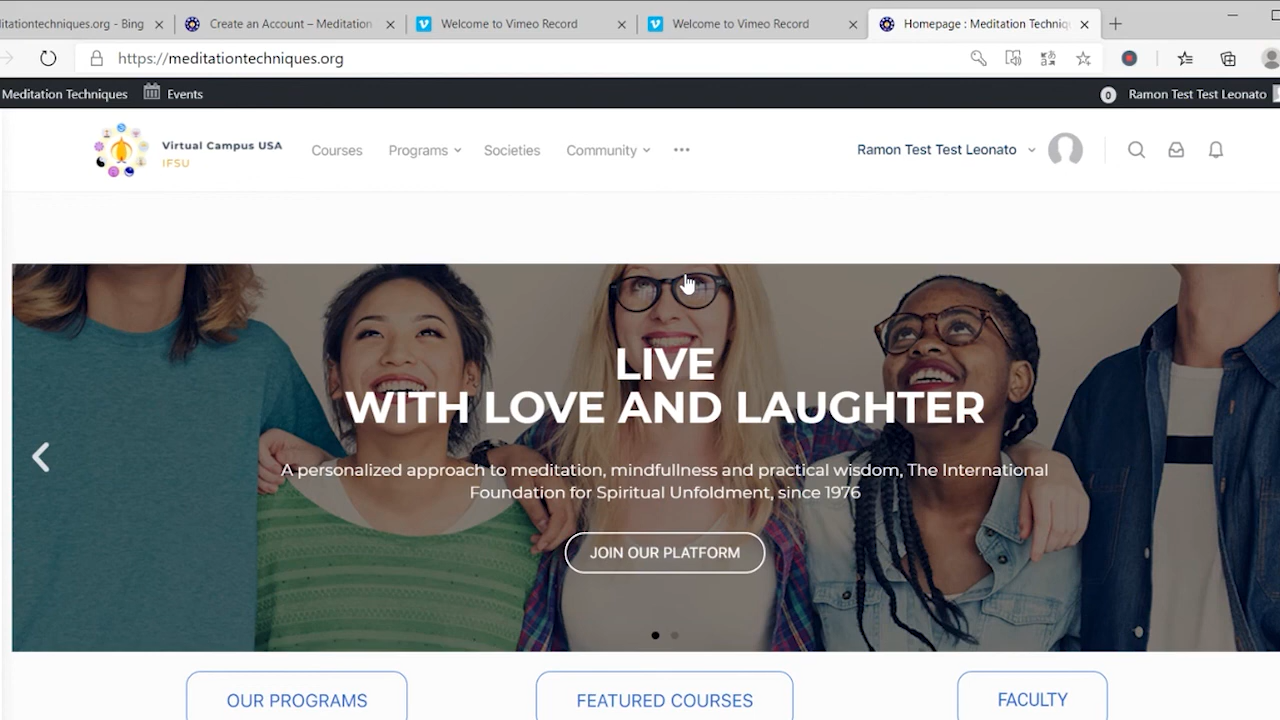 itationtechniques.org - Bing
Create an Account – Meditation
Welcome to Vimeo Record
Welcome to Vimeo Record
Homepage : Meditation Techniq
https://meditationtechniques.org
Meditation Techniques
Events
0
Ramon Test Test Leonato
Virtual Campus USA
IFSU
Courses
Programs
Societies
Community
Ramon Test Test Leonato
LIVE
WITH LOVE AND LAUGHTER
A personalized approach to meditation, mindfullness and practical wisdom, The International
Foundation for Spiritual Unfoldment, since 1976
JOIN OUR PLATFORM
OUR PROGRAMS
FEATURED COURSES
FACULTY